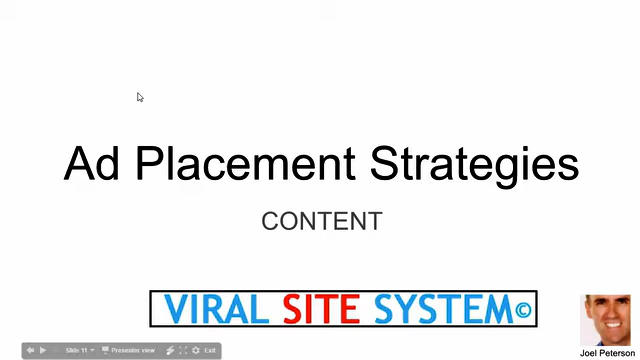 Ad Placement Strategies
CONTENT
VIRAL SITE SYSTEM©
Joel Peterson
Slide 11 Presenter view Exit